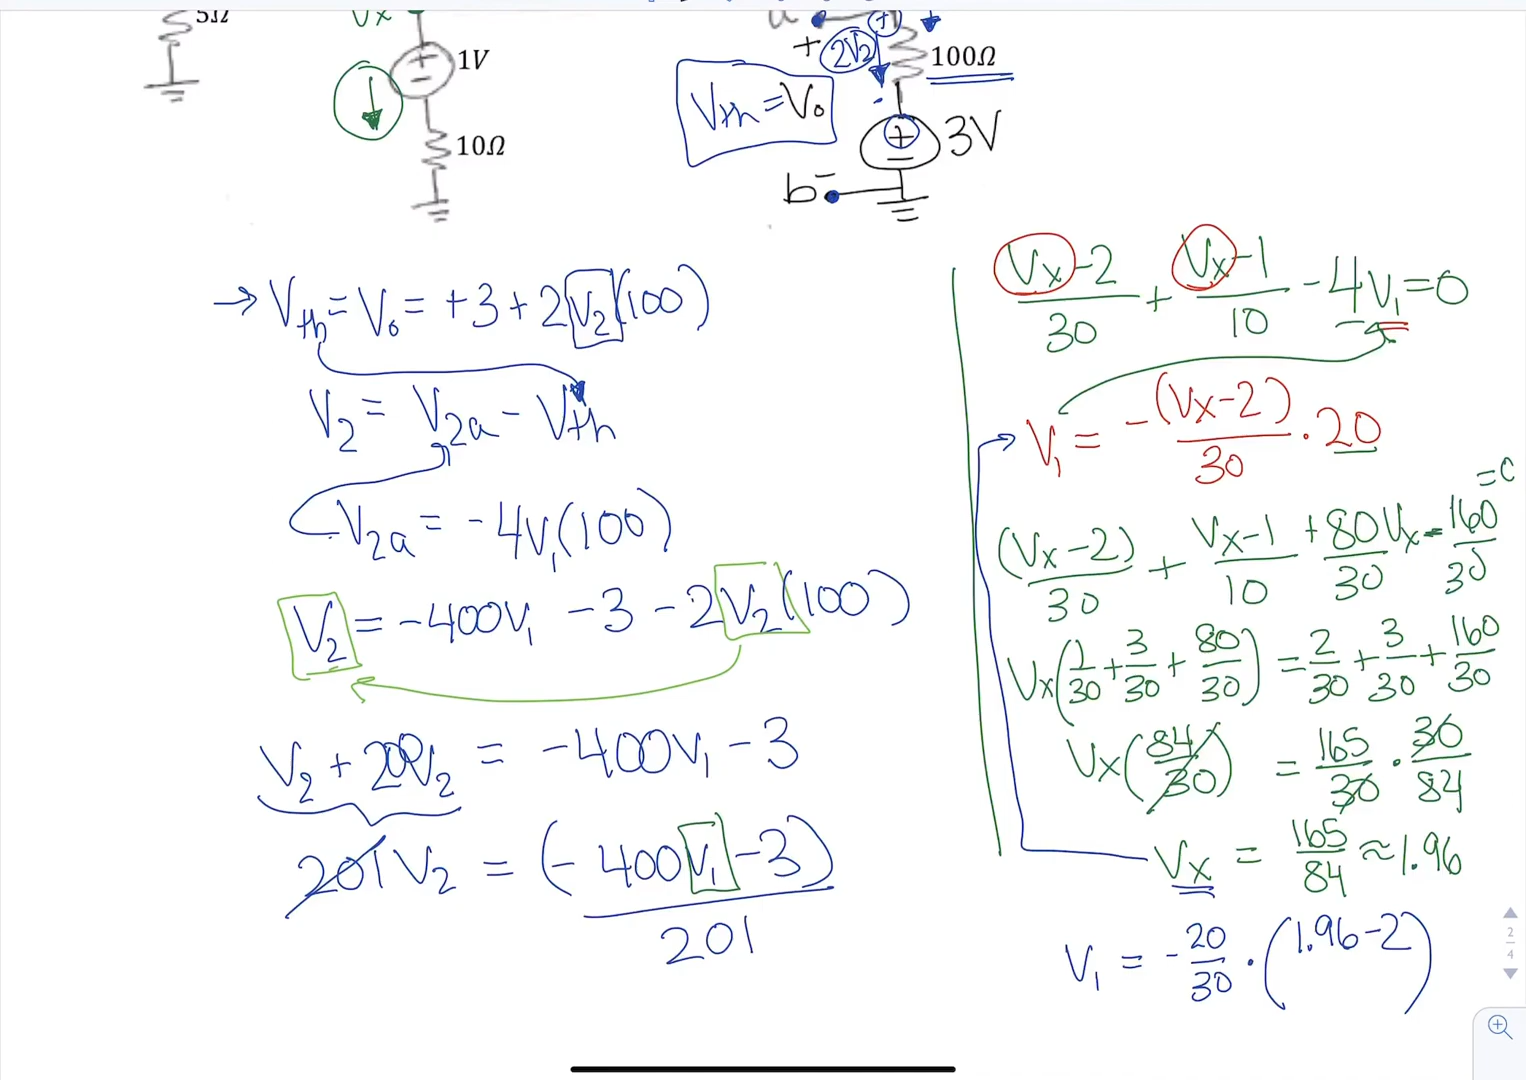 5Ω
Vx
1V
10Ω
a
+
2V₂
+
100Ω
Vth = Vo
+
−
3V
b
−
(Vx-2)/30 + (Vx-1)/10 - 4V₁ = 0
→ Vth = Vo = +3 + 2V₂(100)
V₂ = V2a - Vth
V₁ = -(Vx-2)/30 · 20
V2a = -4V₁(100)
(Vx-2)/30 + (Vx-1)/10 + 80Vx/30 - 160/30 = 0
V₂ = -400V₁ - 3 - 2V₂(100)
Vx(1/30 + 3/30 + 80/30) = 2/30 + 3/30 + 160/30
V₂ + 200V₂ = -400V₁ - 3
Vx(84/30) = 165/30 · 30/84
201V₂ = (-400V₁ - 3)/201
Vx = 165/84 ≈ 1.96
V₁ = -20/30 · (1.96-2)
2
4